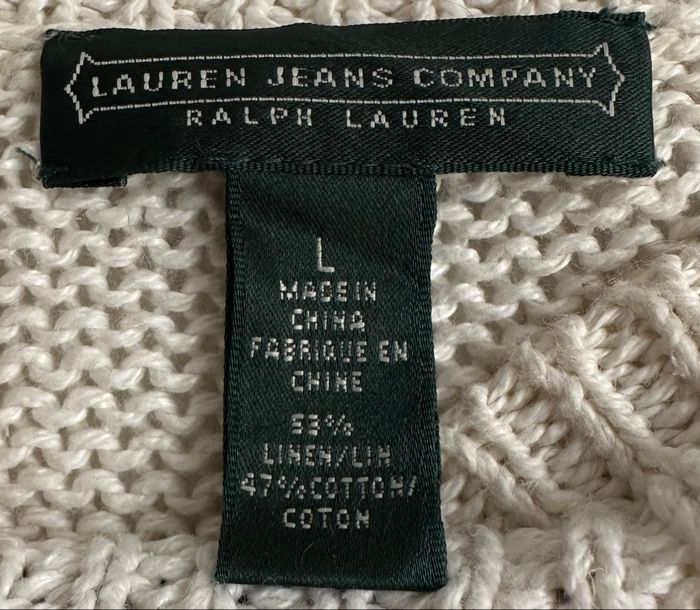 LAUREN JEANS COMPANY
RALPH LAUREN
L
MADE IN
CHINA
FABRIQUE EN
CHINE
53%
LINEN/LIN
47%COTTON/
COTON